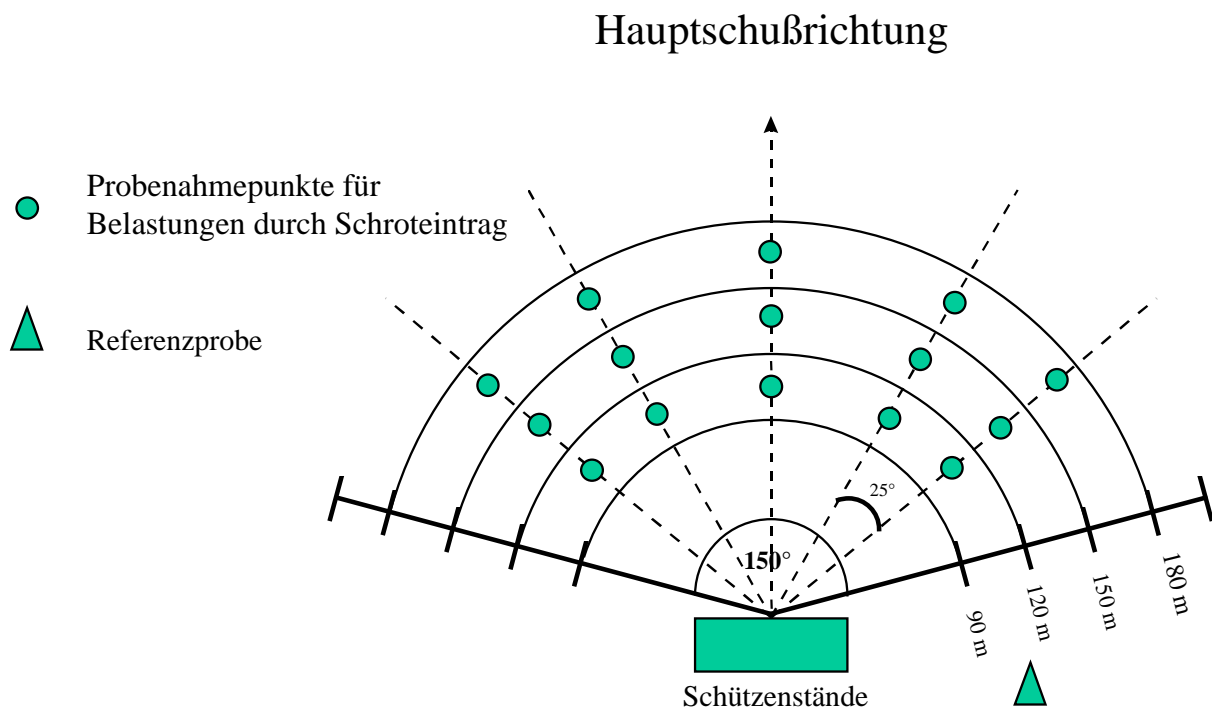 Hauptschußrichtung
Probenahmepunkte für
Belastungen durch Schroteintrag
Referenzprobe
25°
150°
90 m
120 m
150 m
180 m
Schützenstände